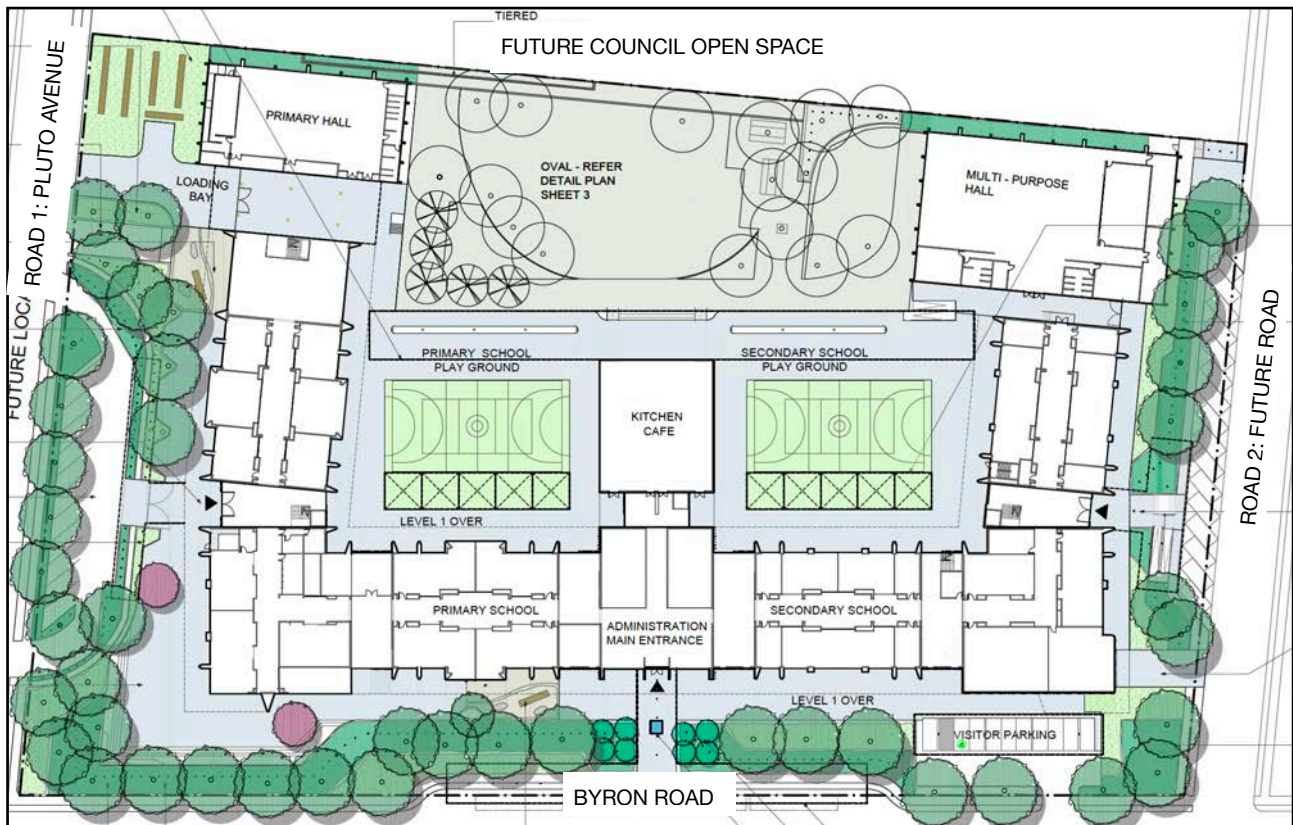 TIERED
FUTURE COUNCIL OPEN SPACE
ROAD 1: PLUTO AVENUE
FUTURE LOCA
PRIMARY HALL
LOADING
BAY
OVAL - REFER
DETAIL PLAN
SHEET 3
MULTI - PURPOSE
HALL
PRIMARY SCHOOL
PLAY GROUND
SECONDARY SCHOOL
PLAY GROUND
KITCHEN
CAFE
ROAD 2: FUTURE ROAD
LEVEL 1 OVER
PRIMARY SCHOOL
SECONDARY SCHOOL
ADMINISTRATION
MAIN ENTRANCE
LEVEL 1 OVER
VISITOR PARKING
BYRON ROAD